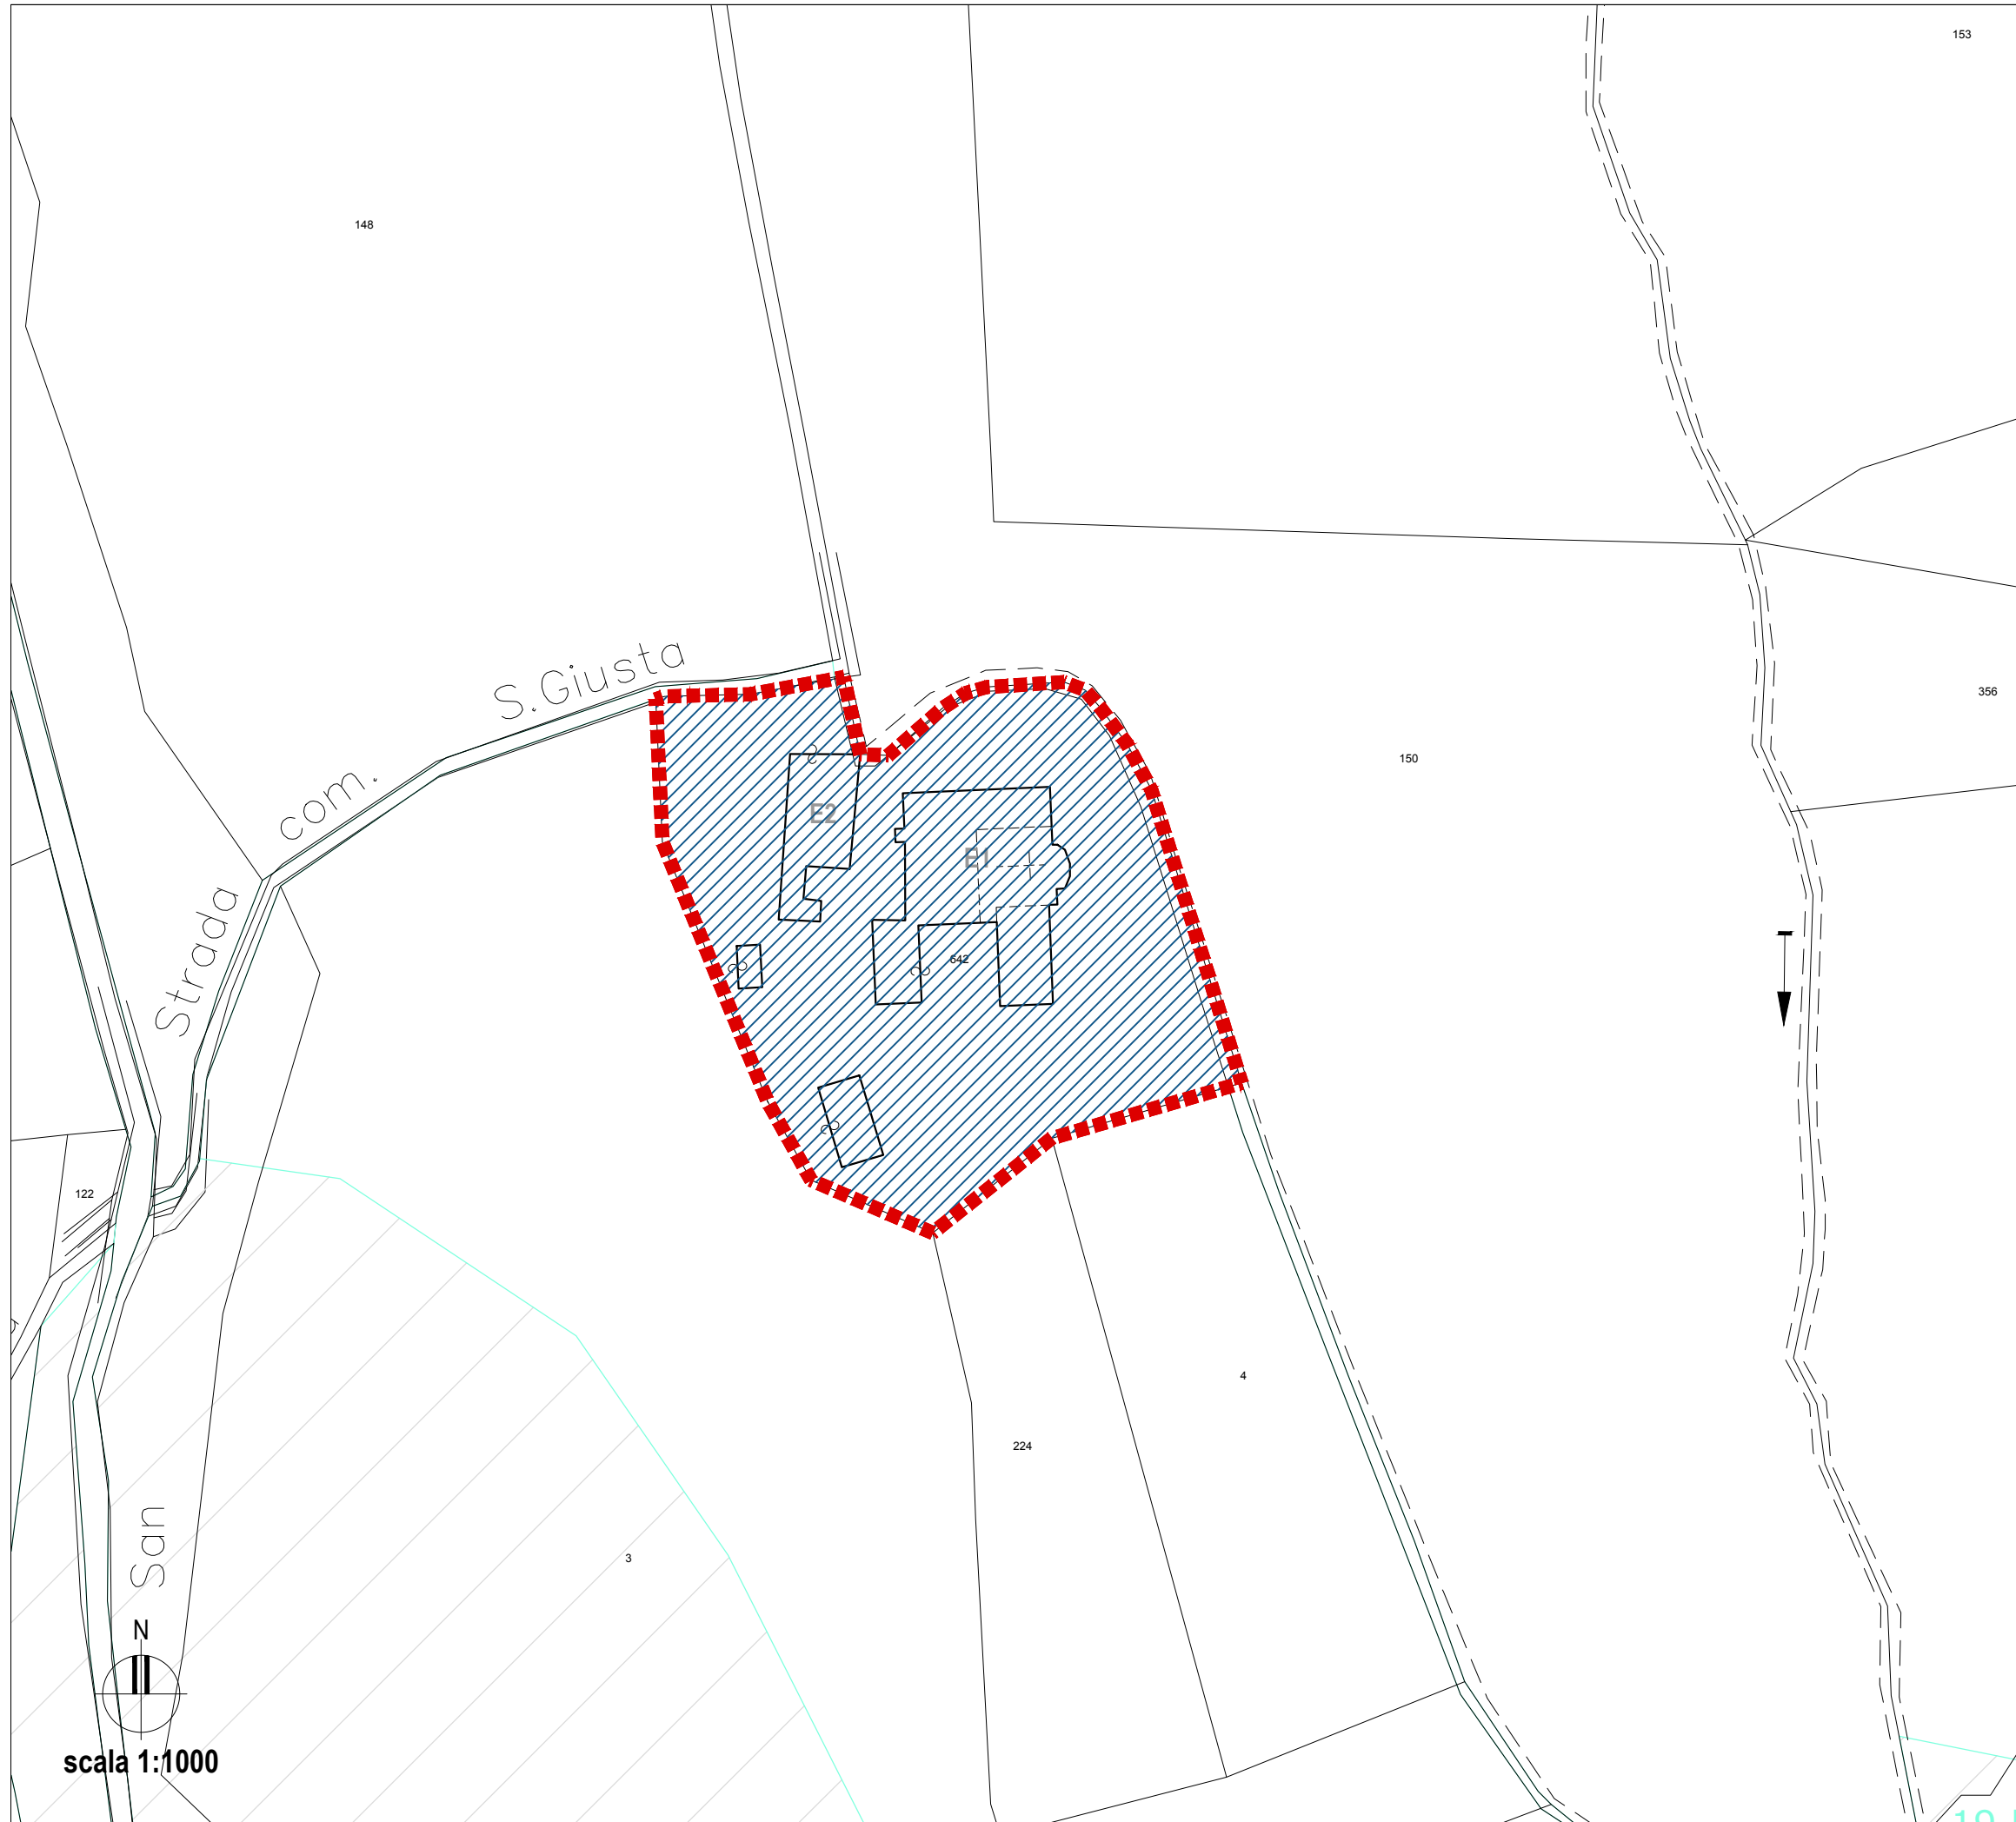 153
148
S.Giusta
356
com.
150
E2
E1
Strada
642
122
4
224
San
3
N
scala 1:1000